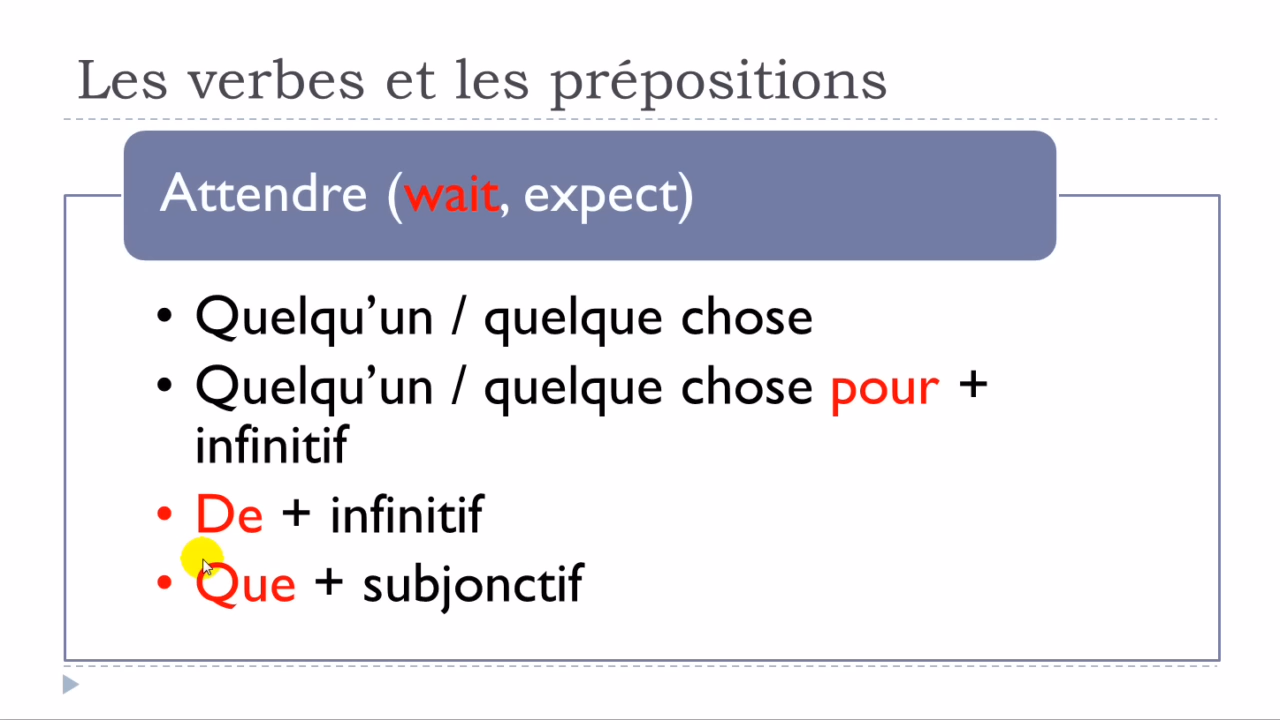 Les verbes et les prépositions
Attendre (wait, expect)
• Quelqu’un / quelque chose
• Quelqu’un / quelque chose pour +
infinitif
• De + infinitif
• Que + subjonctif